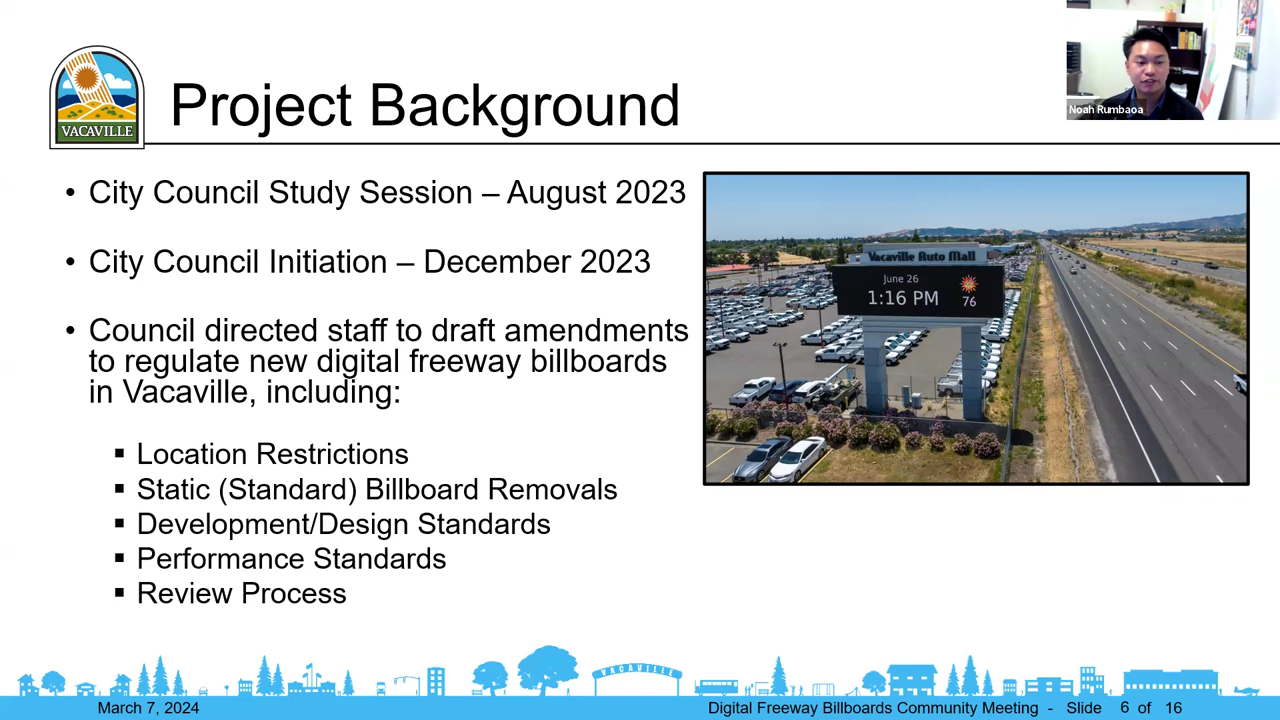 Project Background
VACAVILLE
Noah Rumbaoa
• City Council Study Session – August 2023
• City Council Initiation – December 2023
• Council directed staff to draft amendments
to regulate new digital freeway billboards
in Vacaville, including:
▪ Location Restrictions
▪ Static (Standard) Billboard Removals
▪ Development/Design Standards
▪ Performance Standards
▪ Review Process
Vacaville Auto Mall
June 26
1:16 PM
76
VACAVILLE
March 7, 2024
Digital Freeway Billboards Community Meeting - Slide 6 of 16